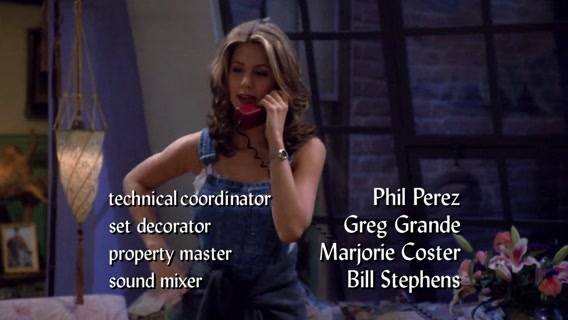 technical coordinator Phil Perez
set decorator Greg Grande
property master Marjorie Coster
sound mixer Bill Stephens